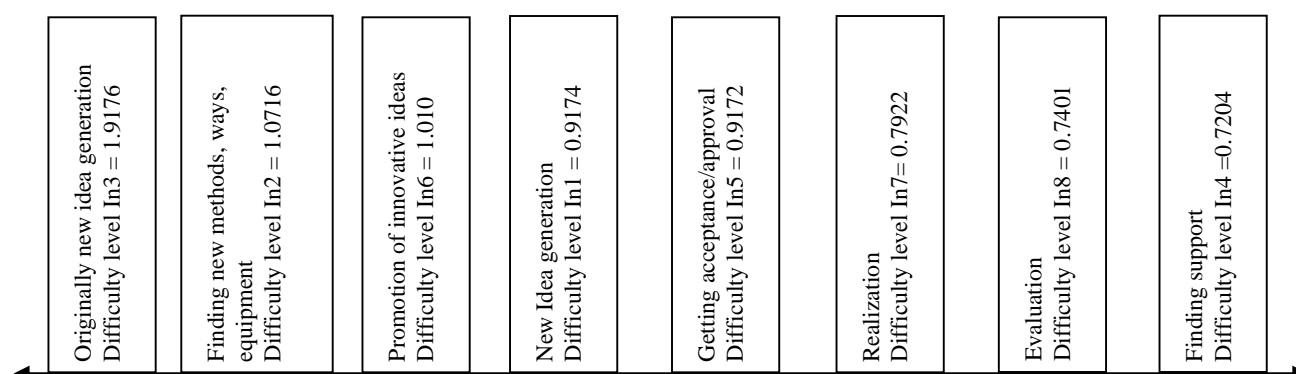 Originally new idea generation
Difficulty level In3 = 1.9176
Finding new methods, ways,
equipment
Difficulty level In2 = 1.0716
Promotion of innovative ideas
Difficulty level In6 = 1.010
New Idea generation
Difficulty level In1 = 0.9174
Getting acceptance/approval
Difficulty level In5 = 0.9172
Realization
Difficulty level In7= 0.7922
Evaluation
Difficulty level In8 = 0.7401
Finding support
Difficulty level In4 =0.7204